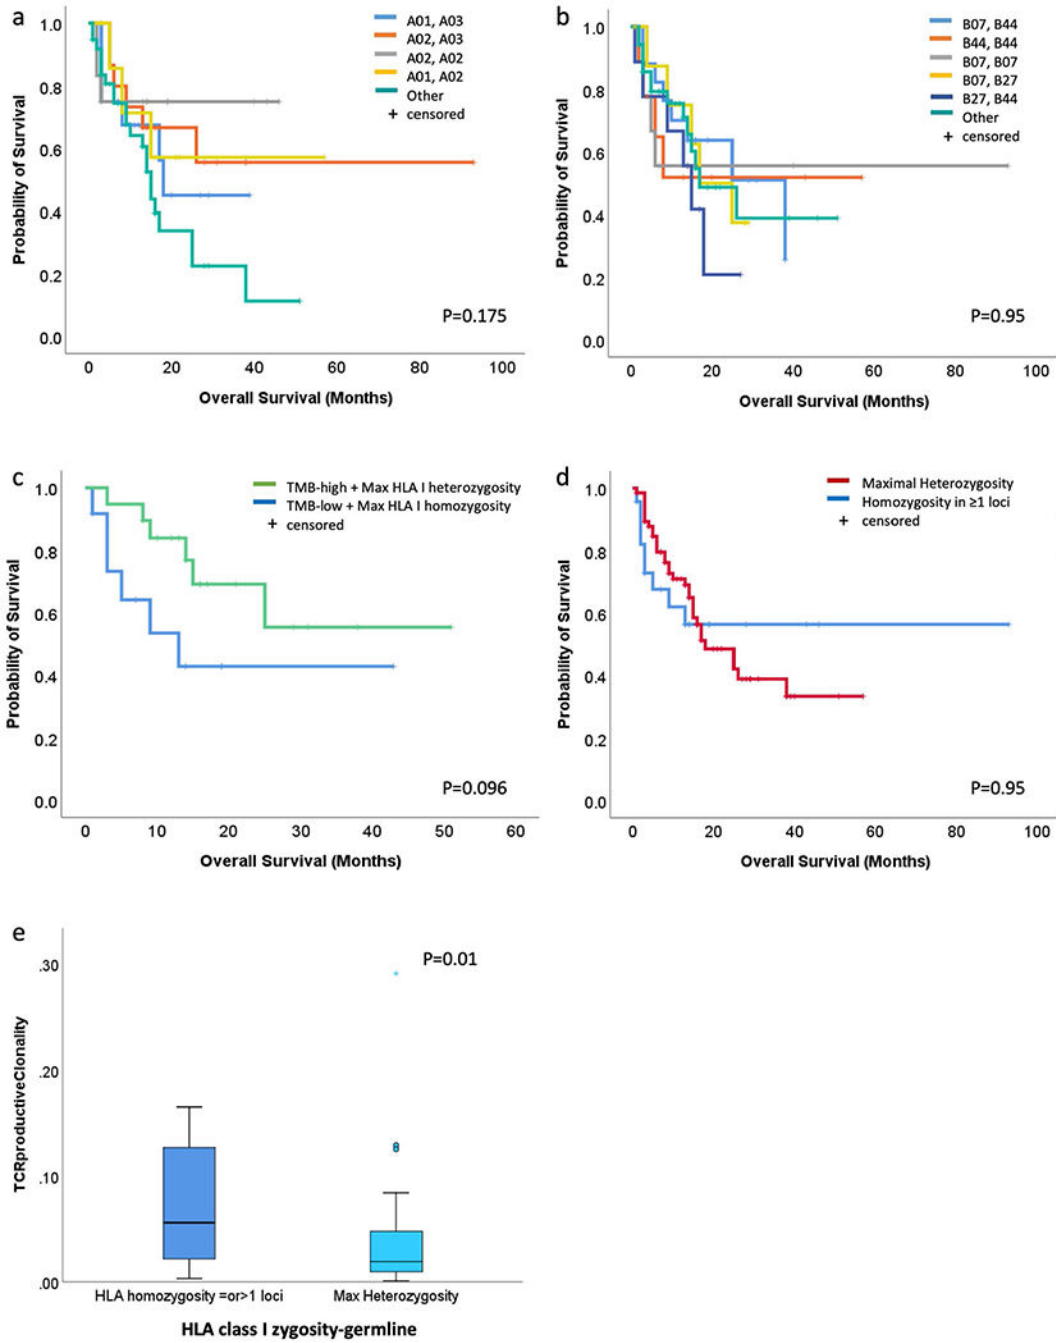 a
A01, A03
A02, A03
A02, A02
A01, A02
Other
+ censored
1.0
0.8
0.6
0.4
0.2
0.0
Probability of Survival
P=0.175
0 20 40 60 80 100
Overall Survival (Months)
b
B07, B44
B44, B44
B07, B07
B07, B27
B27, B44
Other
+ censored
1.0
0.8
0.6
0.4
0.2
0.0
Probability of Survival
P=0.95
0 20 40 60 80 100
Overall Survival (Months)
c
TMB-high + Max HLA I heterozygosity
TMB-low + Max HLA I homozygosity
+ censored
1.0
0.8
0.6
0.4
0.2
0.0
Probability of Survival
P=0.096
0 10 20 30 40 50 60
Overall Survival (Months)
d
Maximal Heterozygosity
Homozygosity in ≥1 loci
+ censored
1.0
0.8
0.6
0.4
0.2
0.0
Probability of Survival
P=0.95
0 20 40 60 80 100
Overall Survival (Months)
e
P=0.01
.30
.20
.10
.00
TCRproductiveClonality
HLA homozygosity =or>1 loci Max Heterozygosity
HLA class I zygosity-germline